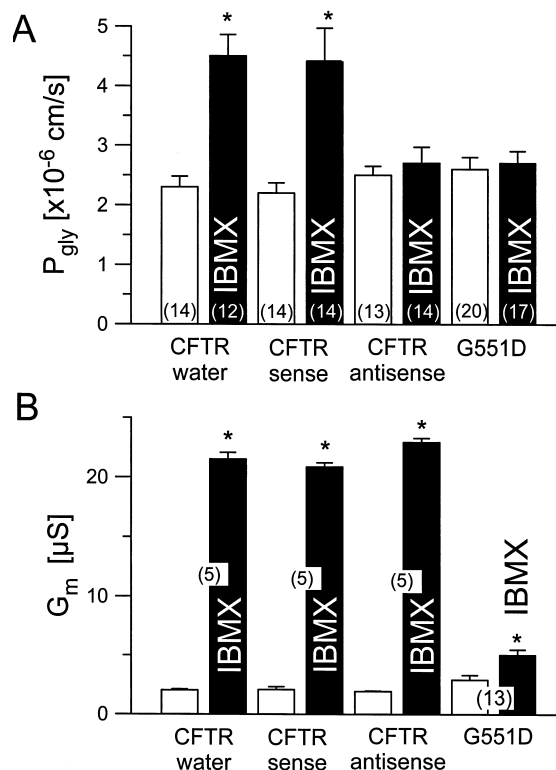 A
* *
5
4
3
2
1
0
P_gly [x10^-6 cm/s]
IBMX IBMX IBMX IBMX
(14) (12) (14) (14) (13) (14) (20) (17)
CFTR CFTR CFTR G551D
water sense antisense
B
* * *
20
10
0
G_m [µS]
(5) (5) (5)
IBMX IBMX IBMX IBMX
*
(13)
CFTR CFTR CFTR G551D
water sense antisense